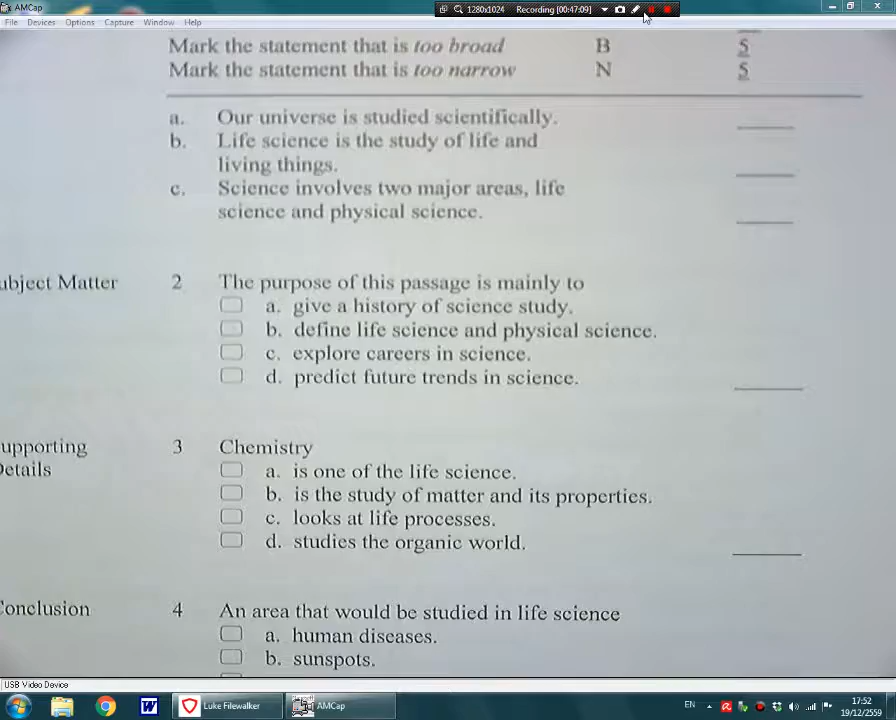 AMCap
1280x1024 Recording [00:47:09]
File Devices Options Capture Window Help
Mark the statement that is too broad B 5
Mark the statement that is too narrow N 5
a. Our universe is studied scientifically.
b. Life science is the study of life and
living things.
c. Science involves two major areas, life
science and physical science.
ubject Matter 2 The purpose of this passage is mainly to
a. give a history of science study.
b. define life science and physical science.
c. explore careers in science.
d. predict future trends in science.
upporting 3 Chemistry
Details a. is one of the life science.
b. is the study of matter and its properties.
c. looks at life processes.
d. studies the organic world.
Conclusion 4 An area that would be studied in life science
a. human diseases.
b. sunspots.
USB Video Device
Luke Filewalker AMCap EN 17:52
19/12/2559